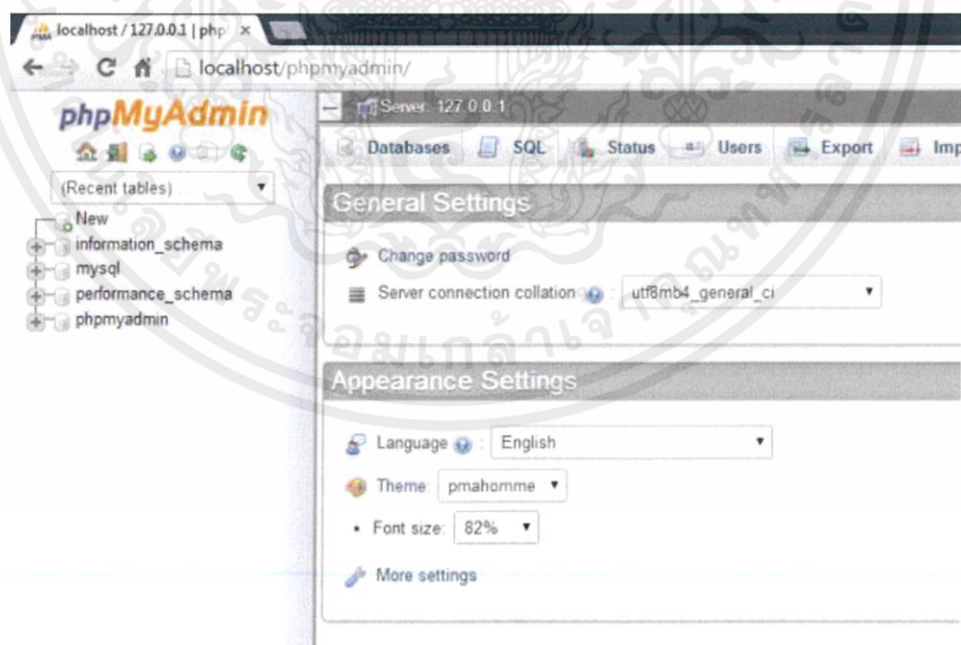 localhost / 127.0.0.1 | php
localhost/phpmyadmin/
phpMyAdmin
(Recent tables)
New
information_schema
mysql
performance_schema
phpmyadmin
Server: 127.0.0.1
Databases SQL Status Users Export Imp
General Settings
Change password
Server connection collation : utf8mb4_general_ci
Appearance Settings
Language : English
Theme: pmahomme
• Font size: 82%
More settings